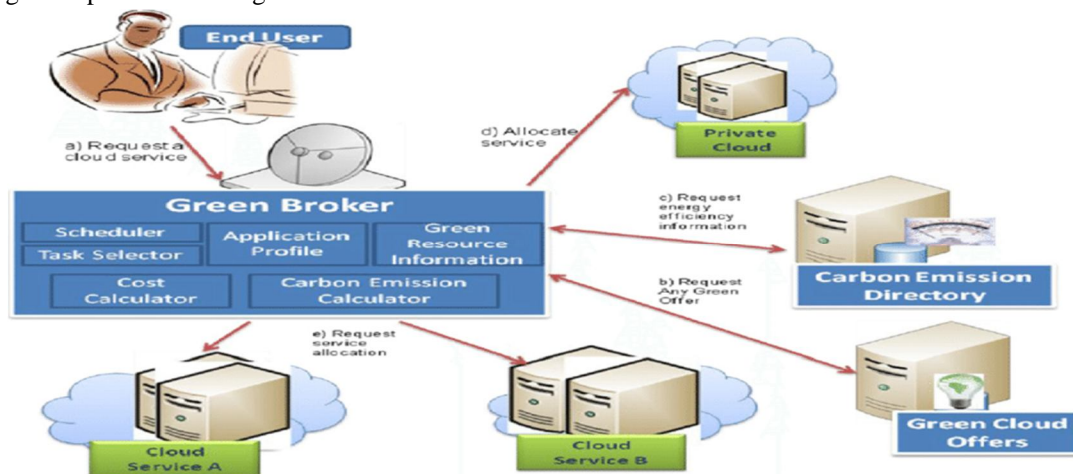 End User
a) Request a
cloud service
d) Allocate
service
Private
Cloud
Green Broker
Scheduler
Task Selector
Application
Profile
Green
Resource
Information
Cost
Calculator
Carbon Emission
Calculator
c) Request
energy
efficiency
information
Carbon Emission
Directory
b) Request
Any Green
Offer
Green Cloud
Offers
e) Request
service
allocation
Cloud
Service A
Cloud
Service B